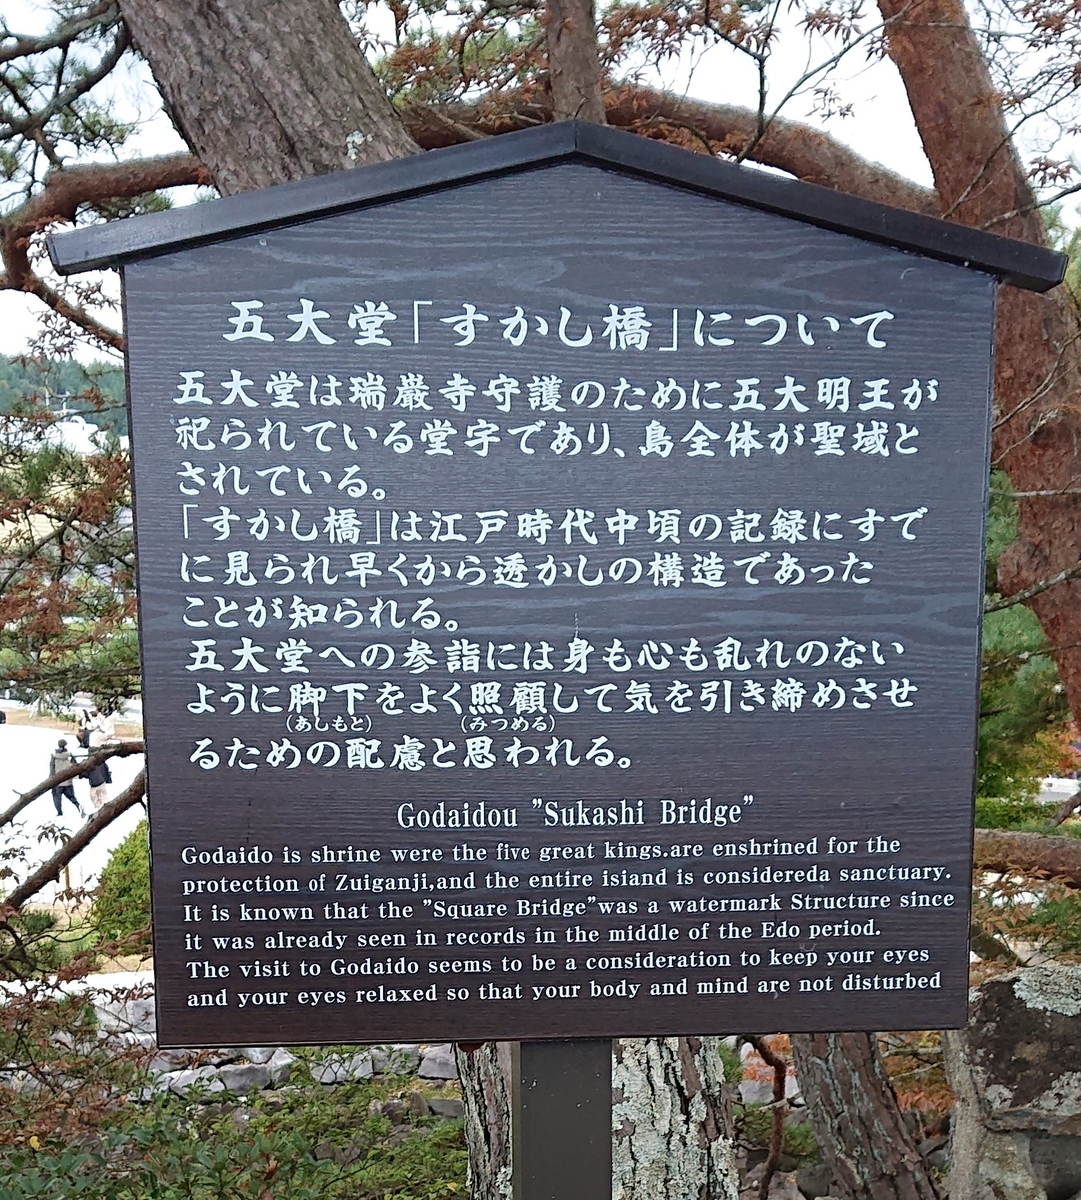 五大堂「すかし橋」について
五大堂は瑞巌寺守護のために五大明王が
祀られている堂宇であり、島全体が聖域と
されている。
「すかし橋」は江戸時代中頃の記録にすで
に見られ早くから透かしの構造であった
ことが知られる。
五大堂への参詣には身も心も乱れのない
ように脚下をよく照顧して気を引き締めさせ
(あしもと) (みつめる)
るための配慮と思われる。
Godaidou ”Sukashi Bridge”
Godaido is shrine were the five great kings.are enshrined for the
protection of Zuiganji,and the entire isiand is considereda sanctuary.
It is known that the ”Square Bridge”was a watermark Structure since
it was already seen in records in the middle of the Edo period.
The visit to Godaido seems to be a consideration to keep your eyes
and your eyes relaxed so that your body and mind are not disturbed